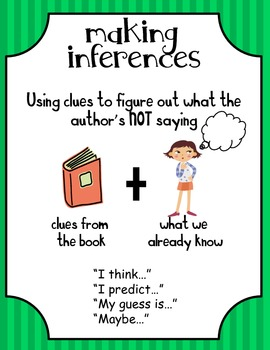 making
inferences
Using clues to figure out what the
author's NOT saying
clues from
the book
what we
already know
"I think…"
"I predict…"
"My guess is…"
"Maybe…"